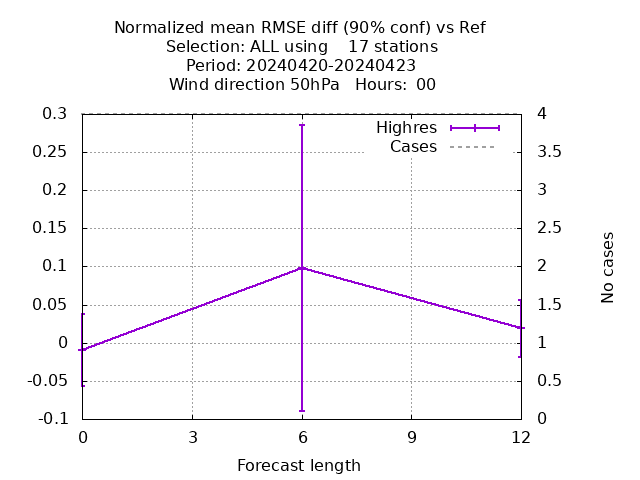 Normalized mean RMSE diff (90% conf) vs Ref
Selection: ALL using    17 stations
Period: 20240420-20240423
Wind direction 50hPa   Hours:  00
0.3
0.25
0.2
0.15
0.1
0.05
0
-0.05
-0.1
Highres
Cases
4
3.5
3
2.5
2
1.5
1
0.5
0
No cases
0 3 6 9 12
Forecast length